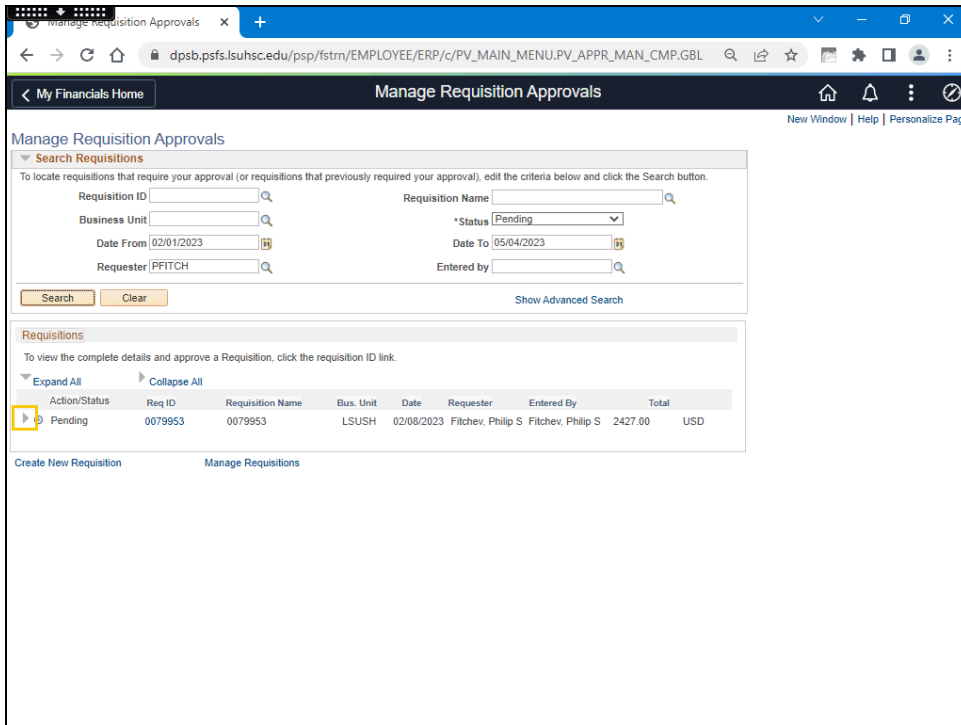 Manage Requisition Approvals
dpsb.psfs.lsuhsc.edu/psp/fstrn/EMPLOYEE/ERP/c/PV_MAIN_MENU.PV_APPR_MAN_CMP.GBL
My Financials Home Manage Requisition Approvals
New Window | Help | Personalize Pag
Manage Requisition Approvals
Search Requisitions
To locate requisitions that require your approval (or requisitions that previously required your approval), edit the criteria below and click the Search button.
Requisition ID Requisition Name
Business Unit *Status Pending
Date From 02/01/2023 Date To 05/04/2023
Requester PFITCH Entered by
Search Clear Show Advanced Search
Requisitions
To view the complete details and approve a Requisition, click the requisition ID link.
Expand All Collapse All
Action/Status Req ID Requisition Name Bus. Unit Date Requester Entered By Total
Pending 0079953 0079953 LSUSH 02/08/2023 Fitchev, Philip S Fitchev, Philip S 2427.00 USD
Create New Requisition Manage Requisitions